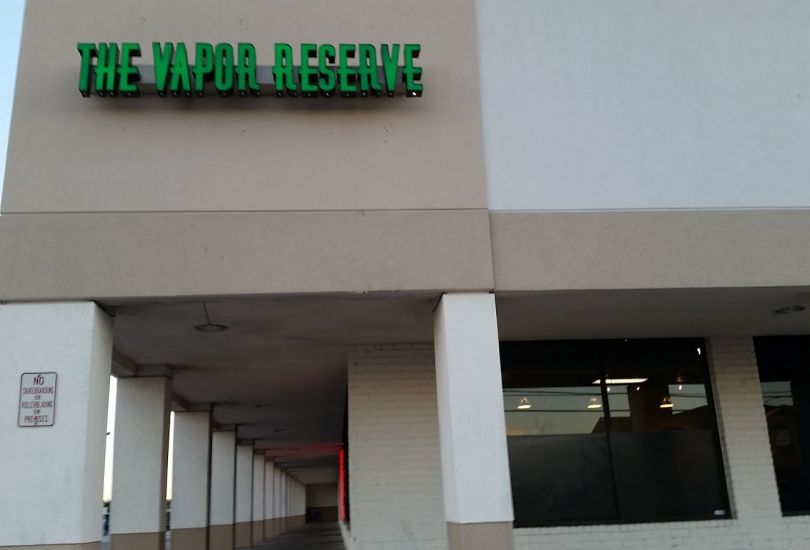 THE VAPOR RESERVE
NO
SKATEBOARDING
OR
ROLLERBLADING
ON
PREMISES